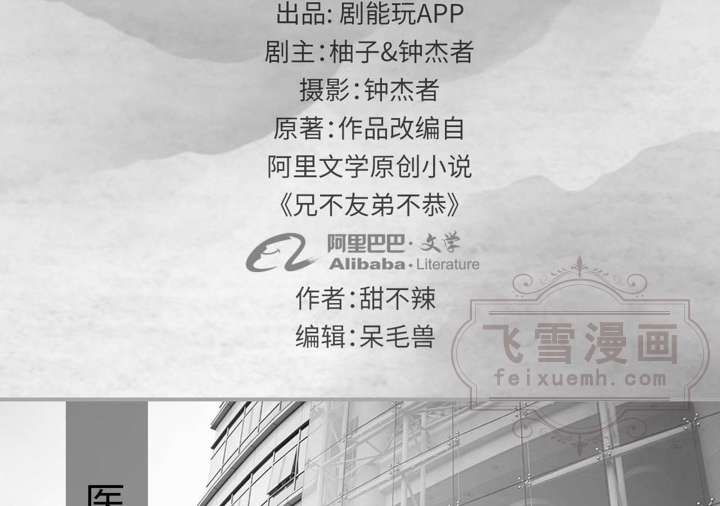 出品: 剧能玩APP
剧主:柚子&钟杰者
摄影:钟杰者
原著:作品改编自
阿里文学原创小说
《兄不友弟不恭》
阿里巴巴·文学
Alibaba·Literature
作者:甜不辣
编辑:呆毛兽
飞雪漫画
feixuemh.com